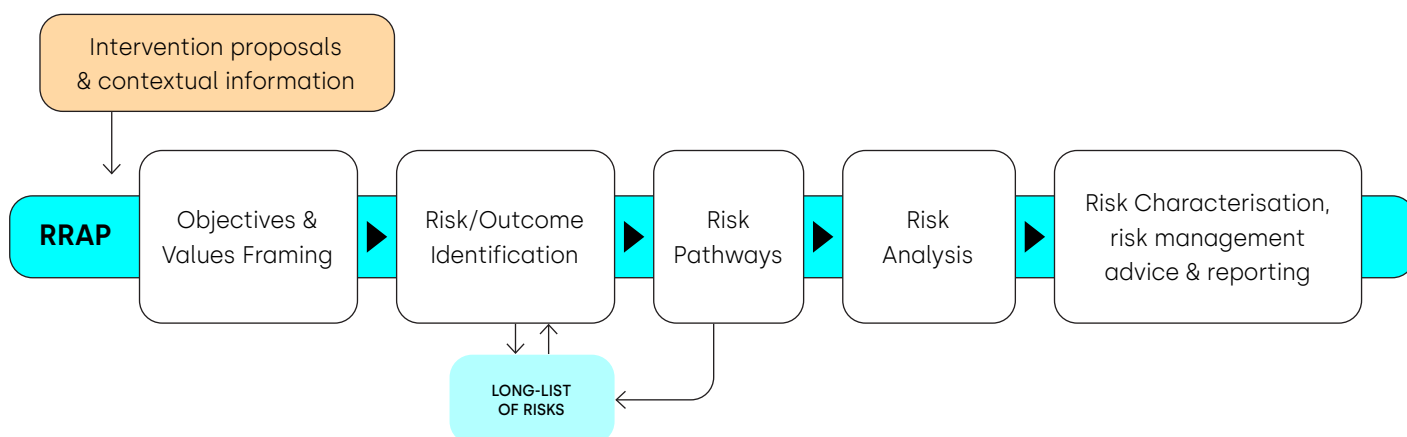 Intervention proposals
& contextual information
RRAP
Objectives &
Values Framing
Risk/Outcome
Identification
Risk
Pathways
Risk
Analysis
Risk Characterisation,
risk management
advice & reporting
LONG-LIST
OF RISKS